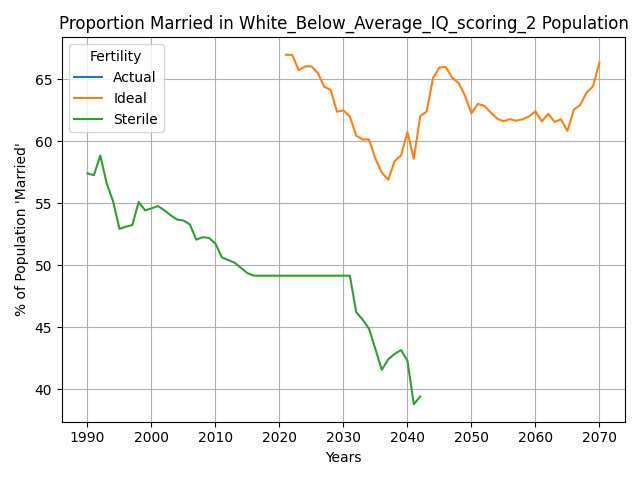 Proportion Married in White_Below_Average_IQ_scoring_2 Population
Fertility
Actual
Ideal
Sterile
% of Population 'Married'
65
60
55
50
45
40
1990 2000 2010 2020 2030 2040 2050 2060 2070
Years